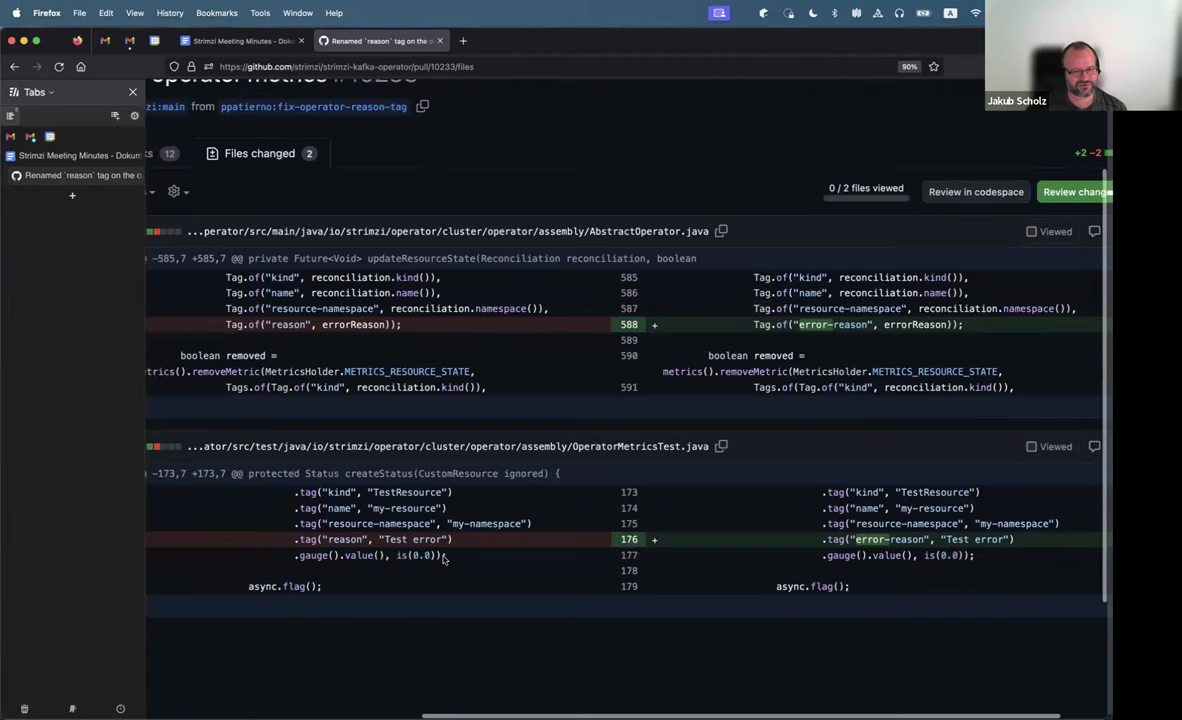 Firefox File Edit View History Bookmarks Tools Window Help
Strimzi Meeting Minutes - Doku
Renamed `reason` tag on the o
https://github.com/strimzi/strimzi-kafka-operator/pull/10233/files
90%
Jakub Scholz
Tabs
Strimzi Meeting Minutes - Dokum
Renamed `reason` tag on the o
zi:main from ppatierno:fix-operator-reason-tag
12
Files changed 2
+2 −2
0 / 2 files viewed
Review in codespace
Review chang
...perator/src/main/java/io/strimzi/operator/cluster/operator/assembly/AbstractOperator.java
Viewed
-585,7 +585,7 @@ private Future<Void> updateResourceState(Reconciliation reconciliation, boolean
Tag.of("kind", reconciliation.kind()), 585 Tag.of("kind", reconciliation.kind()),
Tag.of("name", reconciliation.name()), 586 Tag.of("name", reconciliation.name()),
Tag.of("resource-namespace", reconciliation.namespace()), 587 Tag.of("resource-namespace", reconciliation.namespace()),
Tag.of("reason", errorReason)); 588 + Tag.of("error-reason", errorReason));
589
boolean removed = 590 boolean removed =
metrics().removeMetric(MetricsHolder.METRICS_RESOURCE_STATE,
etrics().removeMetric(MetricsHolder.METRICS_RESOURCE_STATE,
Tags.of(Tag.of("kind", reconciliation.kind()), 591 Tags.of(Tag.of("kind", reconciliation.kind()),
...ator/src/test/java/io/strimzi/operator/cluster/operator/assembly/OperatorMetricsTest.java
Viewed
-173,7 +173,7 @@ protected Status createStatus(CustomResource ignored) {
.tag("kind", "TestResource") 173 .tag("kind", "TestResource")
.tag("name", "my-resource") 174 .tag("name", "my-resource")
.tag("resource-namespace", "my-namespace") 175 .tag("resource-namespace", "my-namespace")
.tag("reason", "Test error") 176 + .tag("error-reason", "Test error")
.gauge().value(), is(0.0)); 177 .gauge().value(), is(0.0));
178
async.flag(); 179 async.flag();